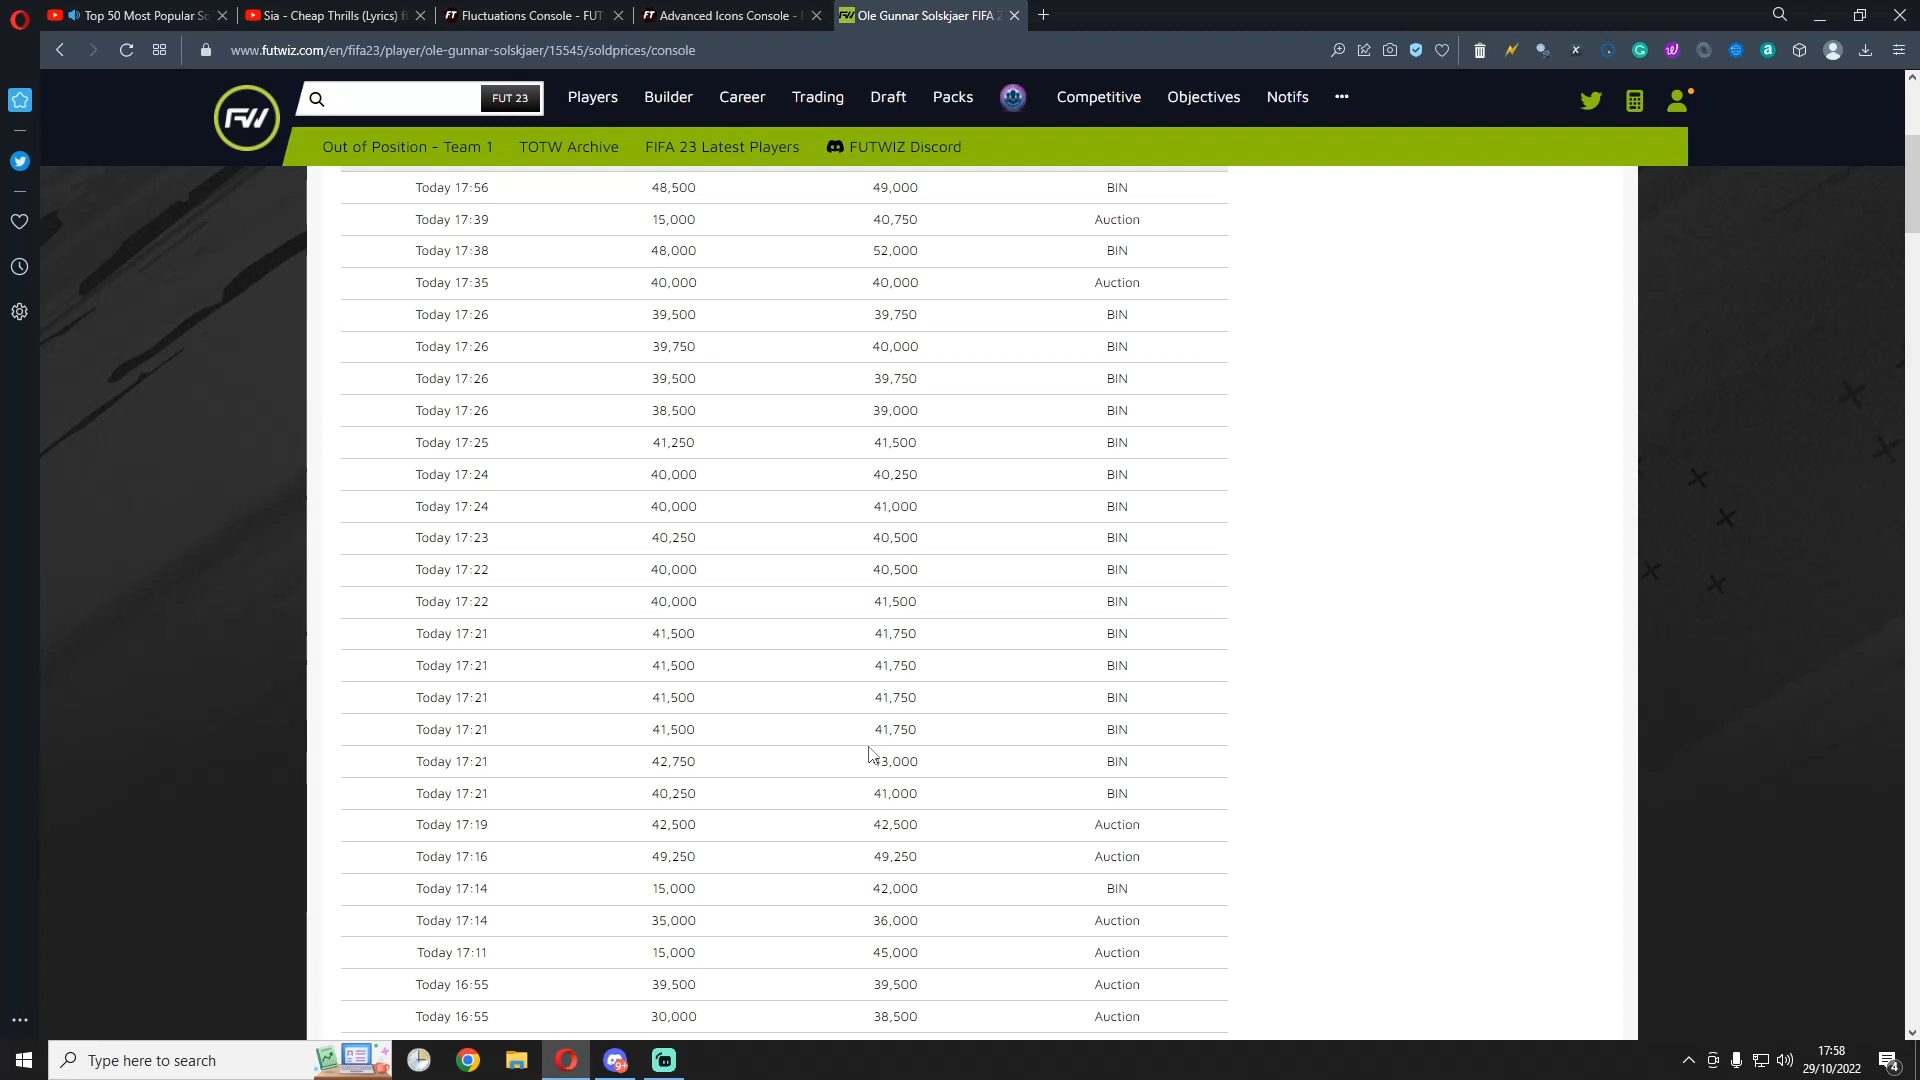 Top 50 Most Popular So
Sia - Cheap Thrills (Lyrics) f
Fluctuations Console - FUT
Advanced Icons Console -
Ole Gunnar Solskjaer FIFA 2
www.futwiz.com/en/fifa23/player/ole-gunnar-solskjaer/15545/soldprices/console
FW
FUT 23
Players Builder Career Trading Draft Packs Competitive Objectives Notifs
Out of Position - Team 1 TOTW Archive FIFA 23 Latest Players FUTWIZ Discord
Today 17:56 48,500 49,000 BIN
Today 17:39 15,000 40,750 Auction
Today 17:38 48,000 52,000 BIN
Today 17:35 40,000 40,000 Auction
Today 17:26 39,500 39,750 BIN
Today 17:26 39,750 40,000 BIN
Today 17:26 39,500 39,750 BIN
Today 17:26 38,500 39,000 BIN
Today 17:25 41,250 41,500 BIN
Today 17:24 40,000 40,250 BIN
Today 17:24 40,000 41,000 BIN
Today 17:23 40,250 40,500 BIN
Today 17:22 40,000 40,500 BIN
Today 17:22 40,000 41,500 BIN
Today 17:21 41,500 41,750 BIN
Today 17:21 41,500 41,750 BIN
Today 17:21 41,500 41,750 BIN
Today 17:21 41,500 41,750 BIN
Today 17:21 42,750 3,000 BIN
Today 17:21 40,250 41,000 BIN
Today 17:19 42,500 42,500 Auction
Today 17:16 49,250 49,250 Auction
Today 17:14 15,000 42,000 BIN
Today 17:14 35,000 36,000 Auction
Today 17:11 15,000 45,000 Auction
Today 16:55 39,500 39,500 Auction
Today 16:55 30,000 38,500 Auction
Type here to search
9+
17:58
29/10/2022
4